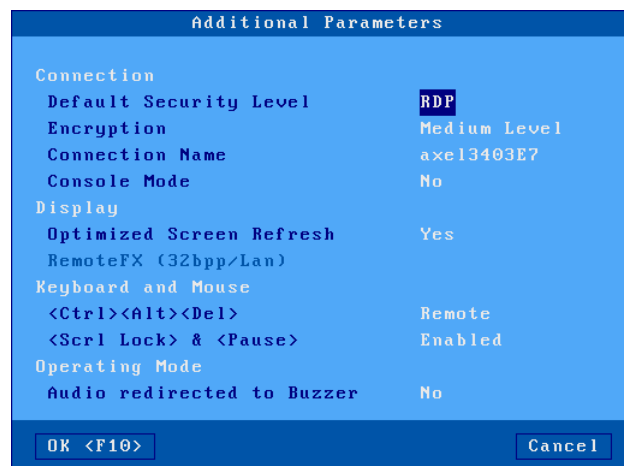 Additional Parameters
Connection
Default Security Level RDP
Encryption Medium Level
Connection Name axel3403E7
Console Mode No
Display
Optimized Screen Refresh Yes
RemoteFX (32bpp/Lan)
Keyboard and Mouse
<Ctrl><Alt><Del> Remote
<Scrl Lock> & <Pause> Enabled
Operating Mode
Audio redirected to Buzzer No
OK <F10> Cancel